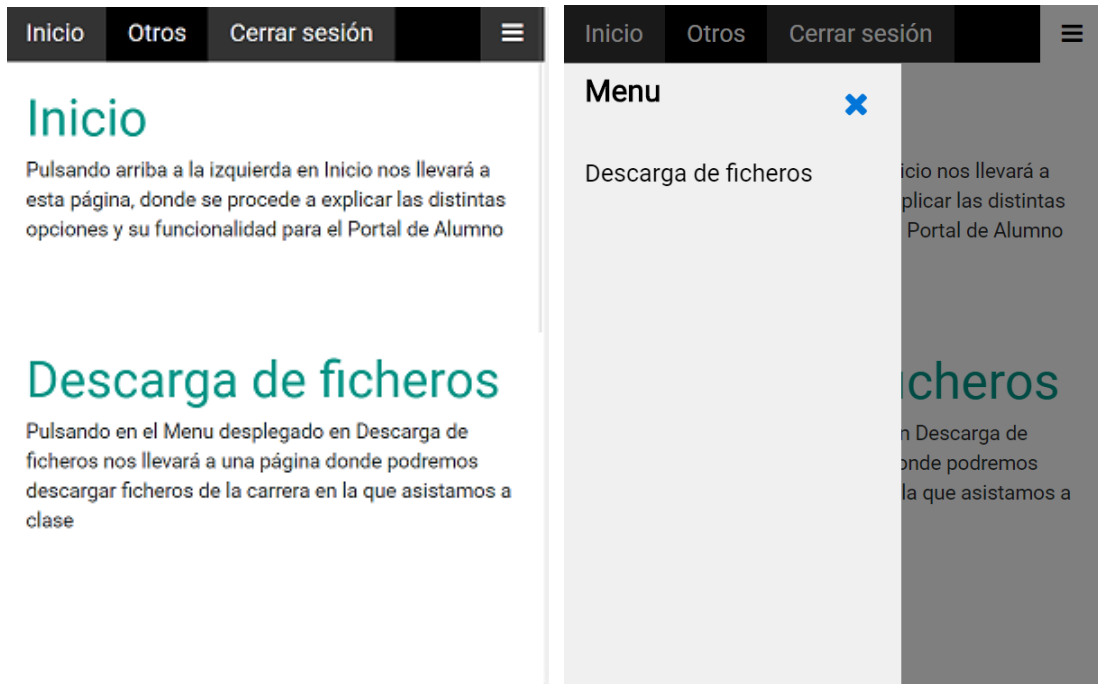 Inicio Otros Cerrar sesión
Inicio
Pulsando arriba a la izquierda en Inicio nos llevará a
esta página, donde se procede a explicar las distintas
opciones y su funcionalidad para el Portal de Alumno
Descarga de ficheros
Pulsando en el Menu desplegado en Descarga de
ficheros nos llevará a una página donde podremos
descargar ficheros de la carrera en la que asistamos a
clase
Inicio Otros Cerrar sesión
Menu
Descarga de ficheros
icio nos llevará a
plicar las distintas
Portal de Alumno
icheros
n Descarga de
onde podremos
la que asistamos a